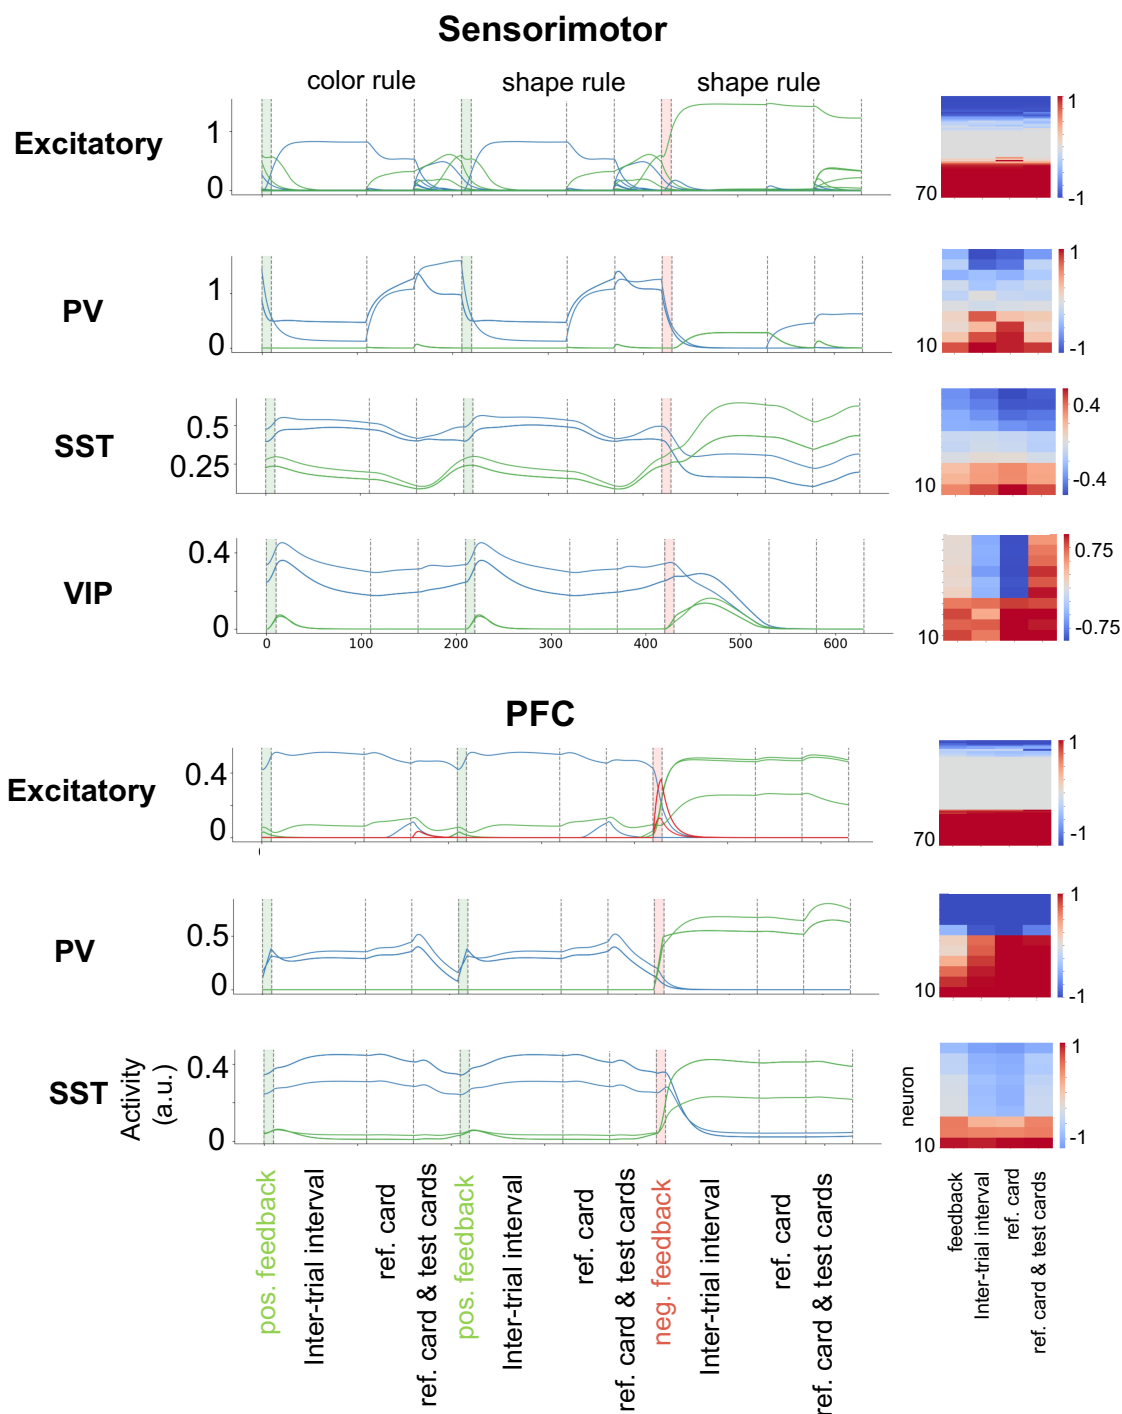 Sensorimotor
color rule
shape rule
shape rule
Excitatory
1
0
70
1
-1
PV
1
0
10
1
-1
SST
0.5
0.25
10
0.4
-0.4
VIP
0.4
0
10
0.75
-0.75
0
100
200
300
400
500
600
PFC
Excitatory
0.4
0
70
1
-1
PV
0.5
0
10
1
-1
SST
Activity
(a.u.)
0.4
0
neuron
10
1
-1
pos. feedback
Inter-trial interval
ref. card
ref. card & test cards
pos. feedback
Inter-trial interval
ref. card
ref. card & test cards
neg. feedback
Inter-trial interval
ref. card
ref. card & test cards
feedback
Inter-trial interval
ref. card
ref. card & test cards